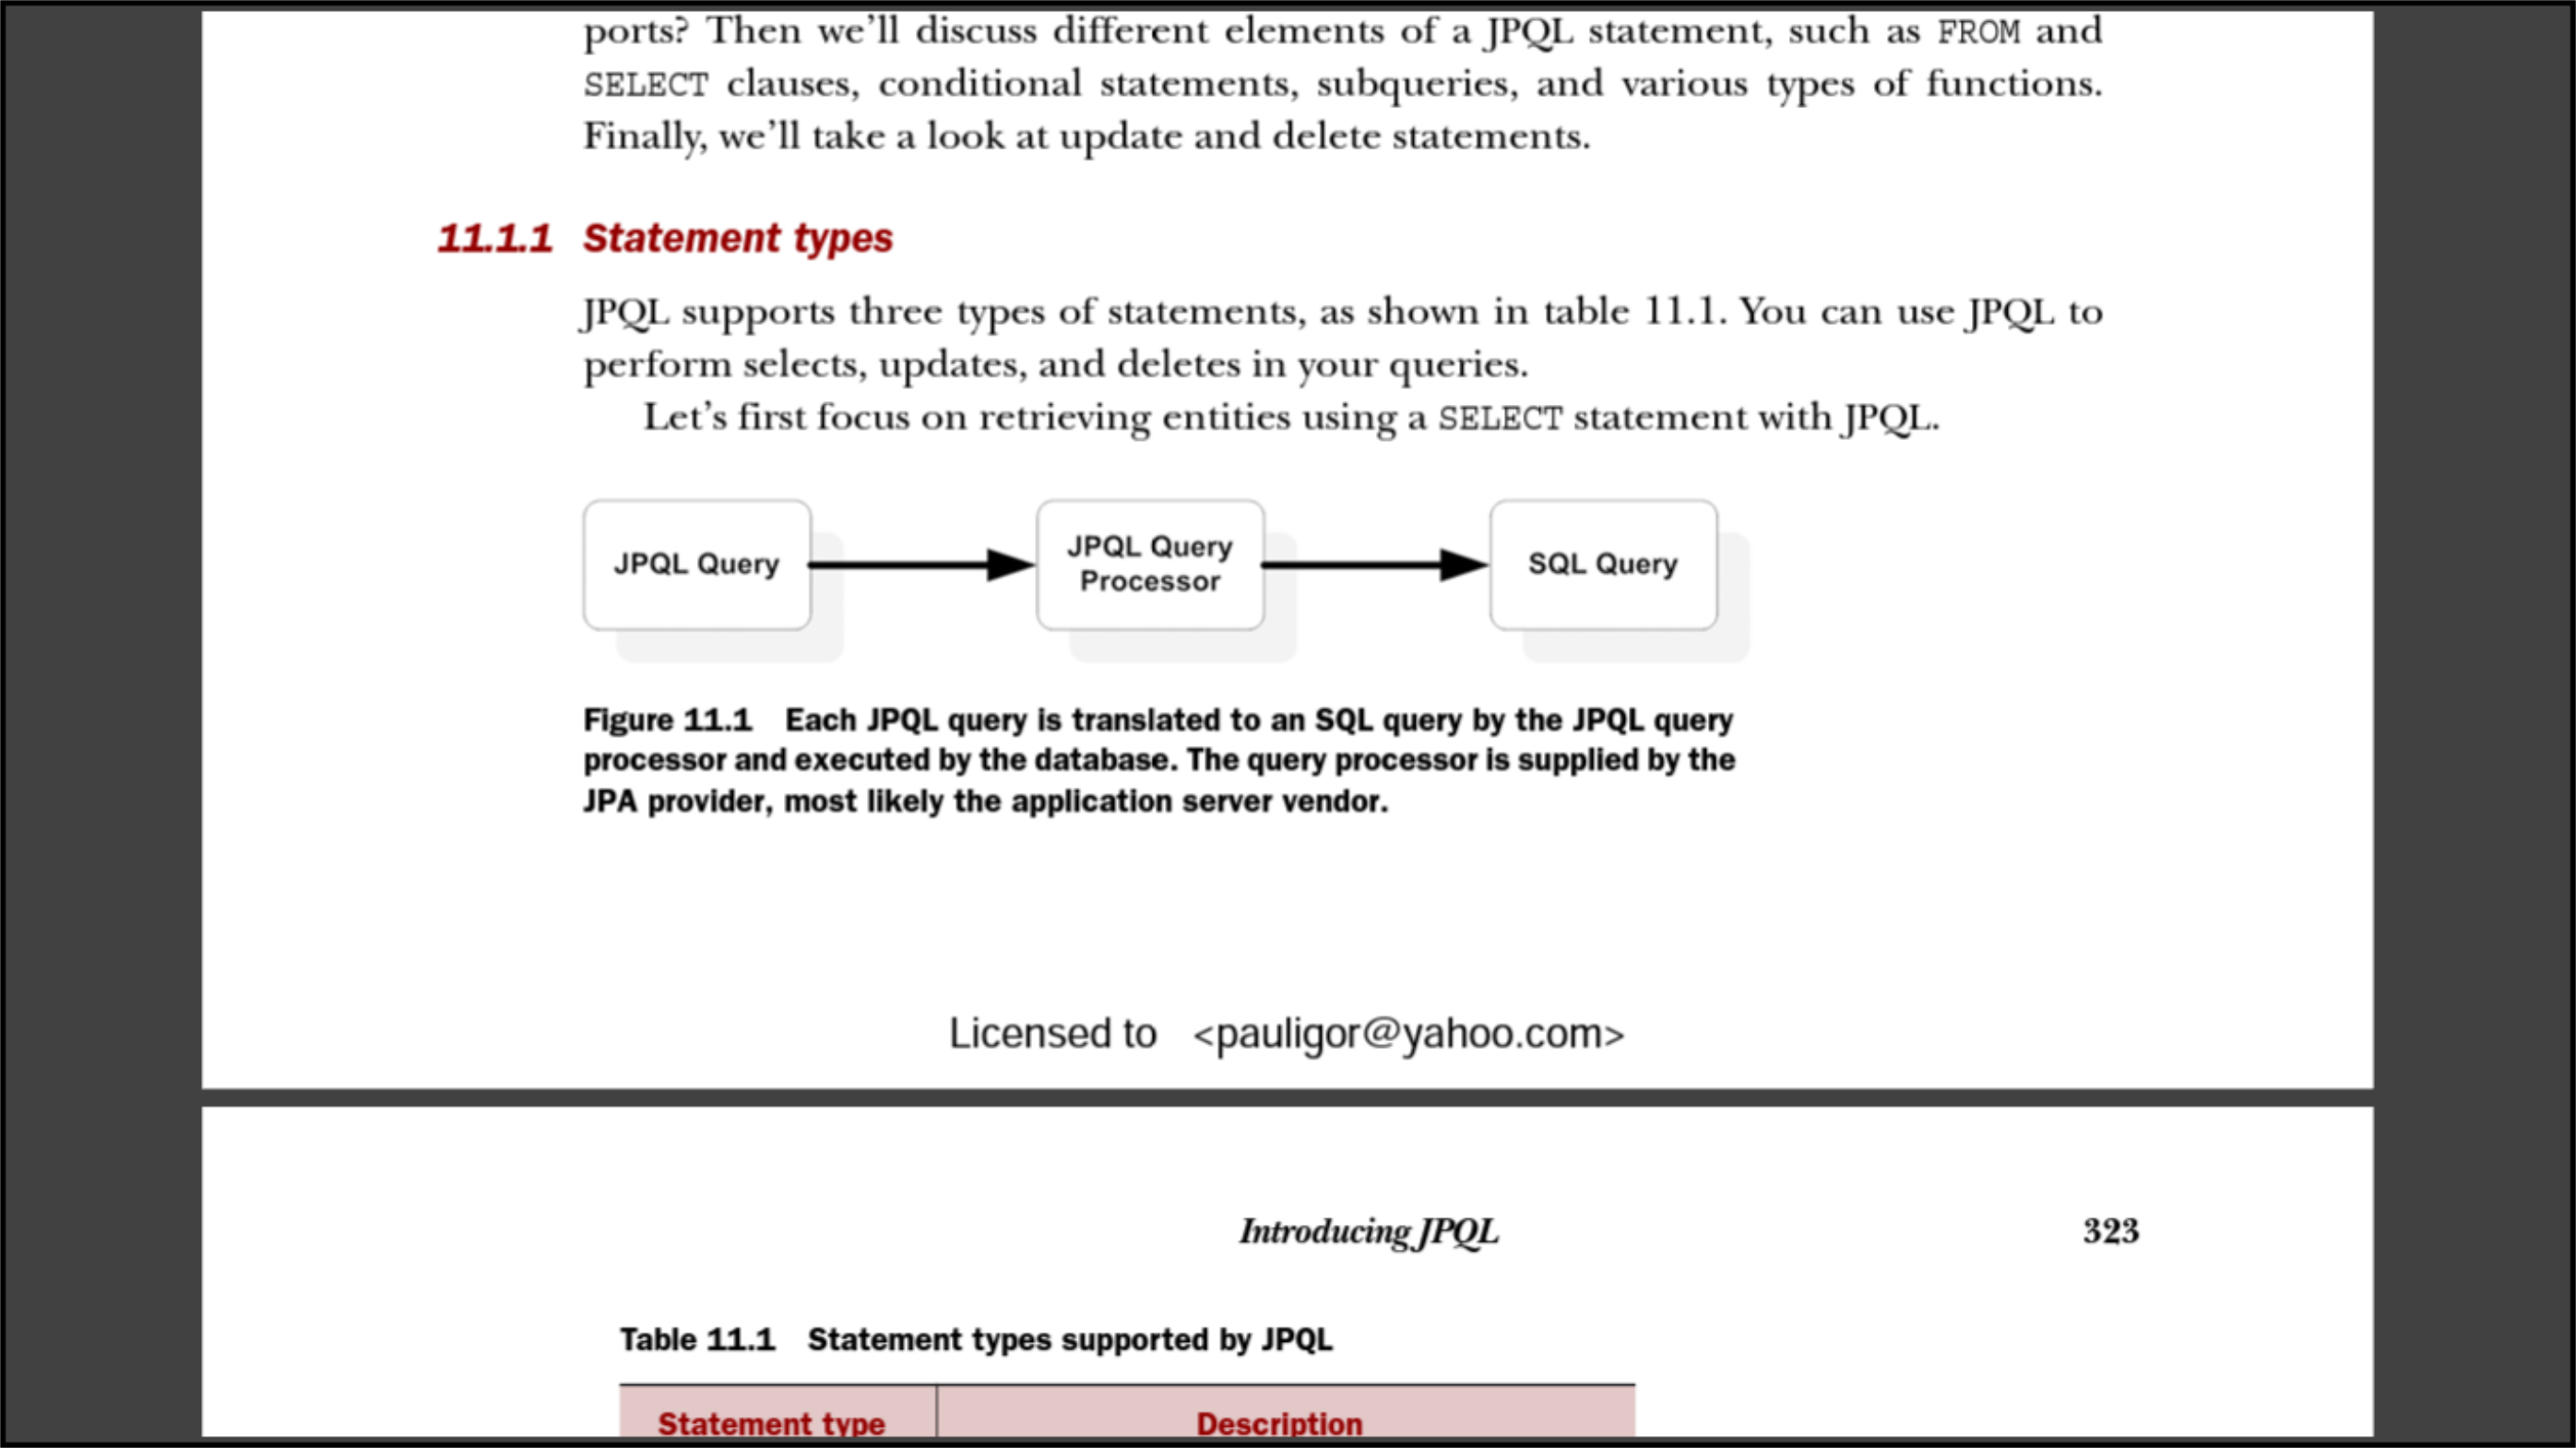 ports? Then we'll discuss different elements of a JPQL statement, such as FROM and
SELECT clauses, conditional statements, subqueries, and various types of functions.
Finally, we'll take a look at update and delete statements.
11.1.1 Statement types
JPQL supports three types of statements, as shown in table 11.1. You can use JPQL to
perform selects, updates, and deletes in your queries.
Let's first focus on retrieving entities using a SELECT statement with JPQL.
JPQL Query
JPQL Query
Processor
SQL Query
Figure 11.1 Each JPQL query is translated to an SQL query by the JPQL query
processor and executed by the database. The query processor is supplied by the
JPA provider, most likely the application server vendor.
Licensed to <pauligor@yahoo.com>
Introducing JPQL 323
Table 11.1 Statement types supported by JPQL
Statement type Description